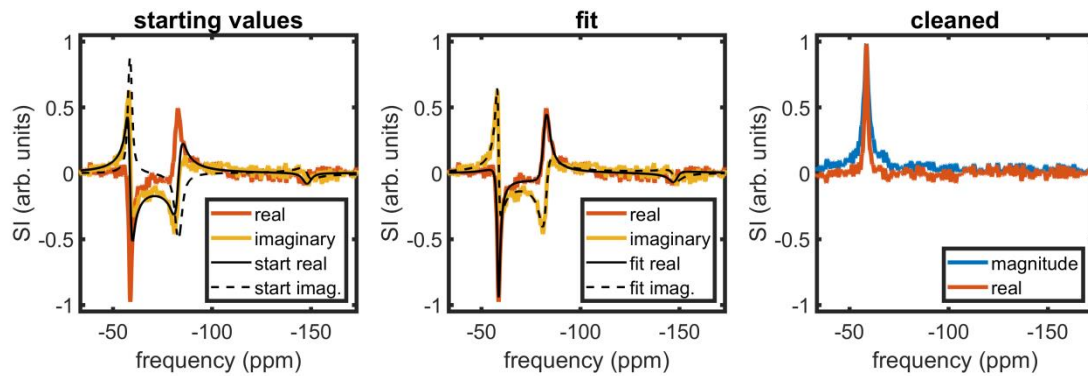 starting values
SI (arb. units)
1
0.5
0
-0.5
-1
real
imaginary
start real
start imag.
-50
-100
-150
frequency (ppm)
fit
SI (arb. units)
1
0.5
0
-0.5
-1
real
imaginary
fit real
fit imag.
-50
-100
-150
frequency (ppm)
cleaned
SI (arb. units)
1
0.5
0
-0.5
-1
magnitude
real
-50
-100
-150
frequency (ppm)